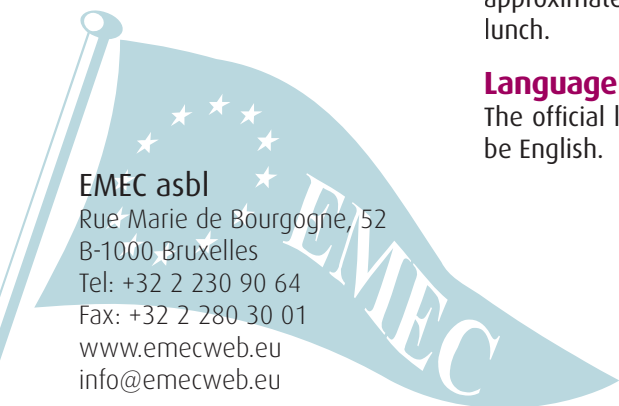 approximate
lunch.
Language
The official l
be English.
EMEC asbl
Rue Marie de Bourgogne, 52
B-1000 Bruxelles
Tel: +32 2 230 90 64
Fax: +32 2 280 30 01
www.emecweb.eu
info@emecweb.eu
EMEC